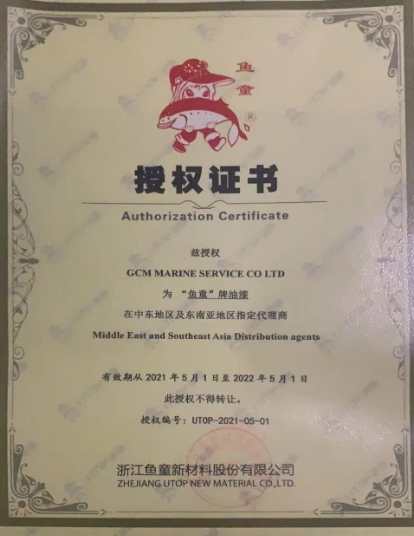 鱼童
®
授权证书
Authorization Certificate
兹授权
GCM MARINE SERVICE CO LTD
为 “鱼童”牌油漆
在中东地区及东南亚地区指定代理商
Middle East and Southeast Asia Distribution agents
有效期从 2021 年 5 月 1 日至 2022 年 5 月 1 日
此授权不得转让。
授权编号：UTOP-2021-05-01
浙江鱼童新材料股份有限公司
ZHEJIANG UTOP NEW MATERIAL CO.,LTD.